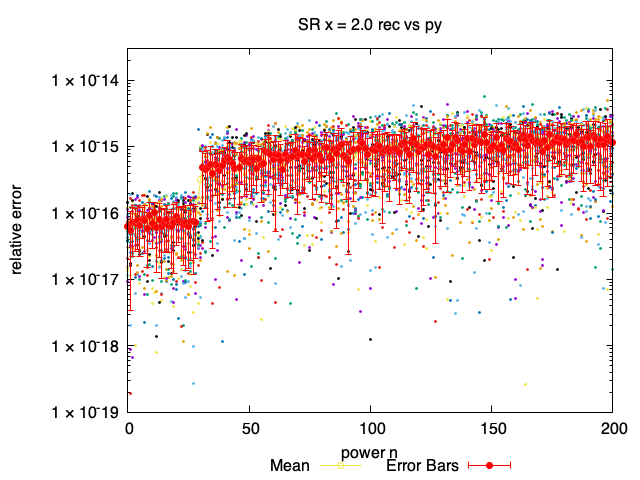 SR x = 2.0 rec vs py
1 × 10-14
1 × 10-15
1 × 10-16
1 × 10-17
1 × 10-18
1 × 10-19
relative error
0 50 100 150 200
power n
Mean Error Bars